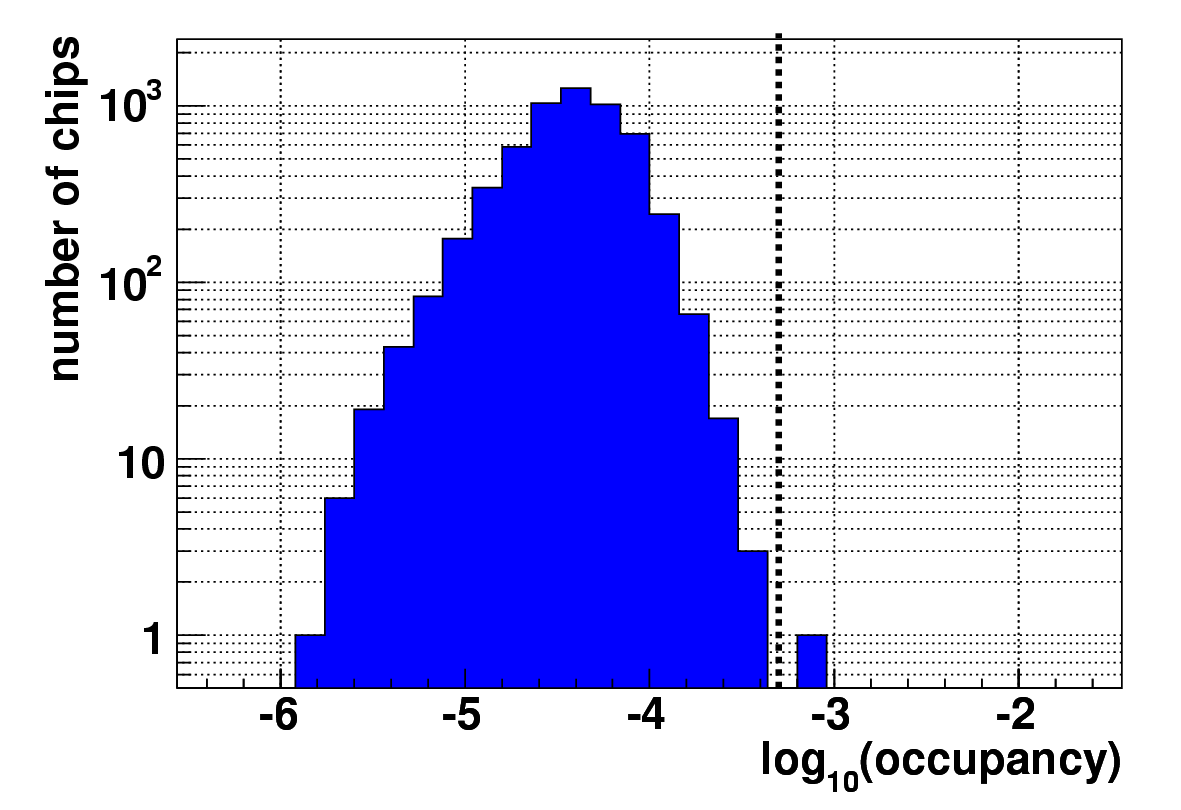 number of chips
10³
10²
10
1
-6 -5 -4 -3 -2
log₁₀(occupancy)